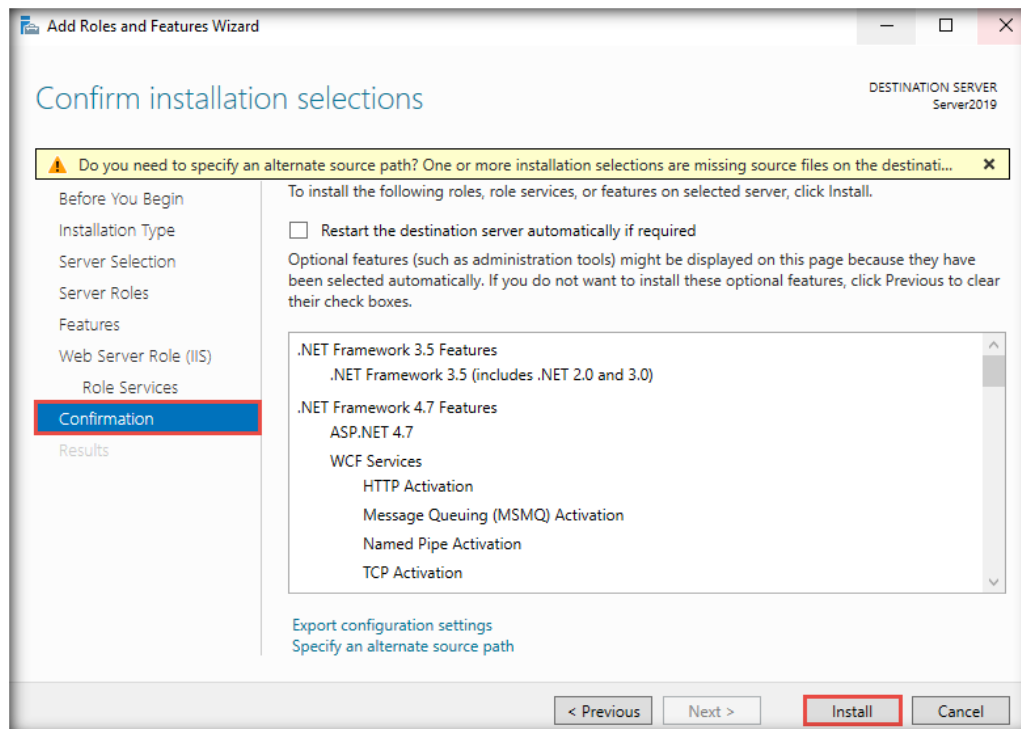 Add Roles and Features Wizard
Confirm installation selections
DESTINATION SERVER
Server2019
Do you need to specify an alternate source path? One or more installation selections are missing source files on the destinati...
Before You Begin
Installation Type
Server Selection
Server Roles
Features
Web Server Role (IIS)
Role Services
Confirmation
Results
To install the following roles, role services, or features on selected server, click Install.
Restart the destination server automatically if required
Optional features (such as administration tools) might be displayed on this page because they have
been selected automatically. If you do not want to install these optional features, click Previous to clear
their check boxes.
.NET Framework 3.5 Features
.NET Framework 3.5 (includes .NET 2.0 and 3.0)
.NET Framework 4.7 Features
ASP.NET 4.7
WCF Services
HTTP Activation
Message Queuing (MSMQ) Activation
Named Pipe Activation
TCP Activation
Export configuration settings
Specify an alternate source path
< Previous
Next >
Install
Cancel